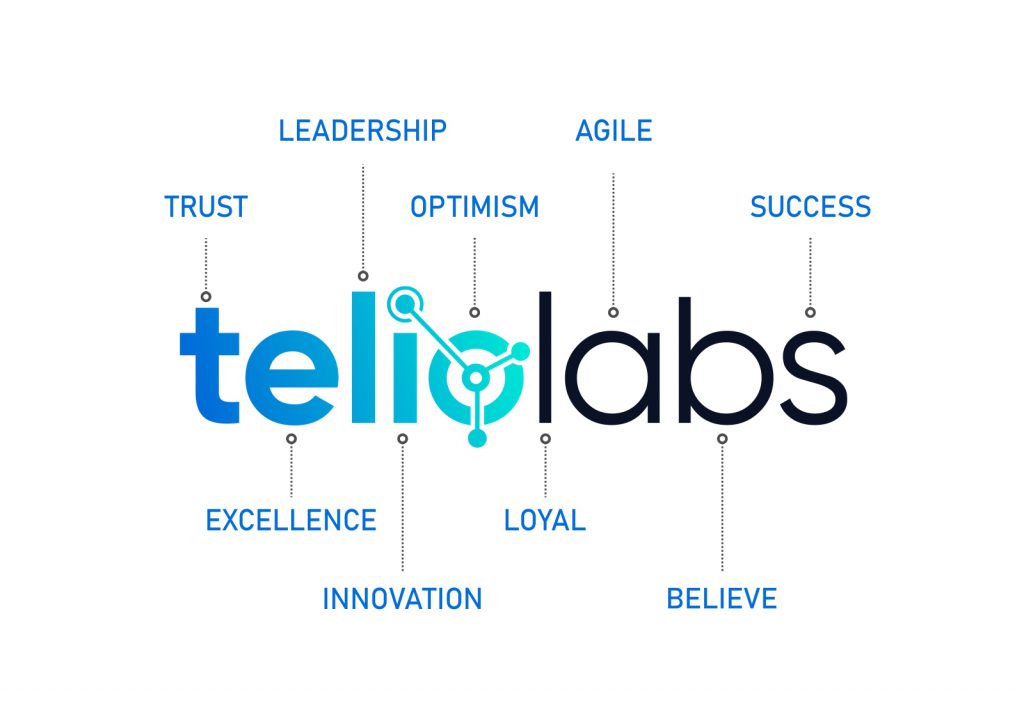 LEADERSHIP AGILE
TRUST OPTIMISM SUCCESS
teliolabs
EXCELLENCE LOYAL
INNOVATION BELIEVE